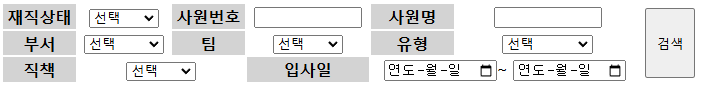 재직상태 선택 사원번호 사원명
부서 선택 팀 선택 유형 선택 검색
직책 선택 입사일 연도-월-일 ~ 연도-월-일